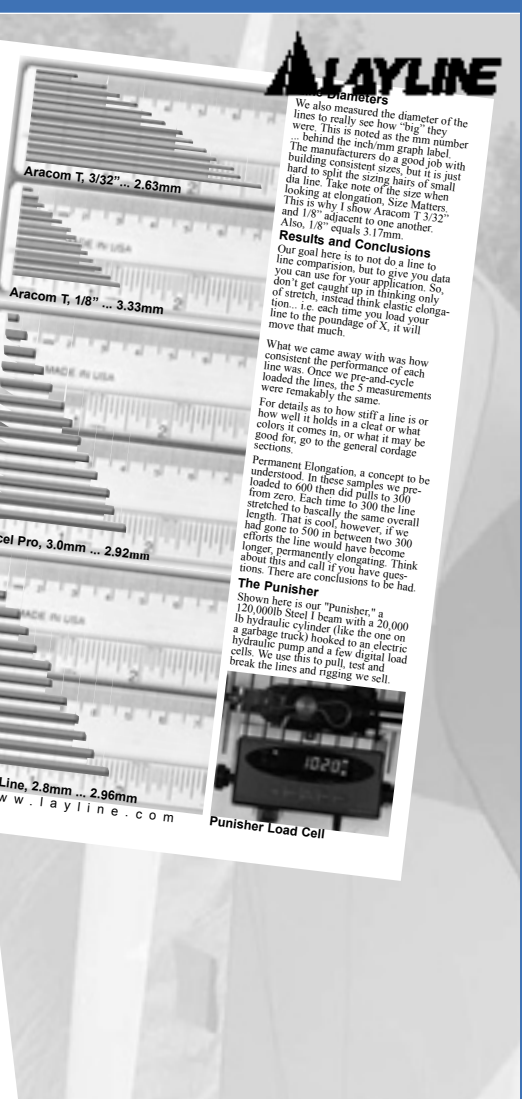 LAYLINE
Diameters
We also measured the diameter of the
lines to really see how “big” they
were. This is noted as the mm number
... behind the inch/mm graph label.
The manufacturers do a good job with
building consistent sizes, but it is just
hard to split the sizing hairs of small
dia line. Take note of the size when
looking at elongation, Size Matters.
This is why I show Aracom T 3/32”
and 1/8” adjacent to one another.
Also, 1/8” equals 3.17mm.
Results and Conclusions
Our goal here is to not do a line to
line comparision, but to give you data
you can use for your application. So,
don’t get caught up in thinking only
of stretch, instead think elastic elonga-
tion... i.e. each time you load your
line to the poundage of X, it will
move that much.
What we came away with was how
consistent the performance of each
line was. Once we pre-and-cycle
loaded the lines, the 5 measurements
were remakably the same.
For details as to how stiff a line is or
how well it holds in a cleat or what
colors it comes in, or what it may be
good for, go to the general cordage
sections.
Permanent Elongation, a concept to be
understood. In these samples we pre-
loaded to 600 then did pulls to 300
from zero. Each time to 300 the line
stretched to bascally the same overall
length. That is cool, however, if we
had gone to 500 in between two 300
efforts the line would have become
longer, permanently elongating. Think
about this and call if you have ques-
tions. There are conclusions to be had.
The Punisher
Shown here is our "Punisher," a
120,000lb Steel I beam with a 20,000
lb hydraulic cylinder (like the one on
a garbage truck) hooked to an electric
hydraulic pump and a few digital load
cells. We use this to pull, test and
break the lines and rigging we sell.
1020
Punisher Load Cell
Aracom T, 3/32”... 2.63mm
MADE IN USA
Aracom T, 1/8” ... 3.33mm
MADE IN USA
cel Pro, 3.0mm ... 2.92mm
MADE IN USA
Line, 2.8mm ... 2.96mm
ww.layline.com